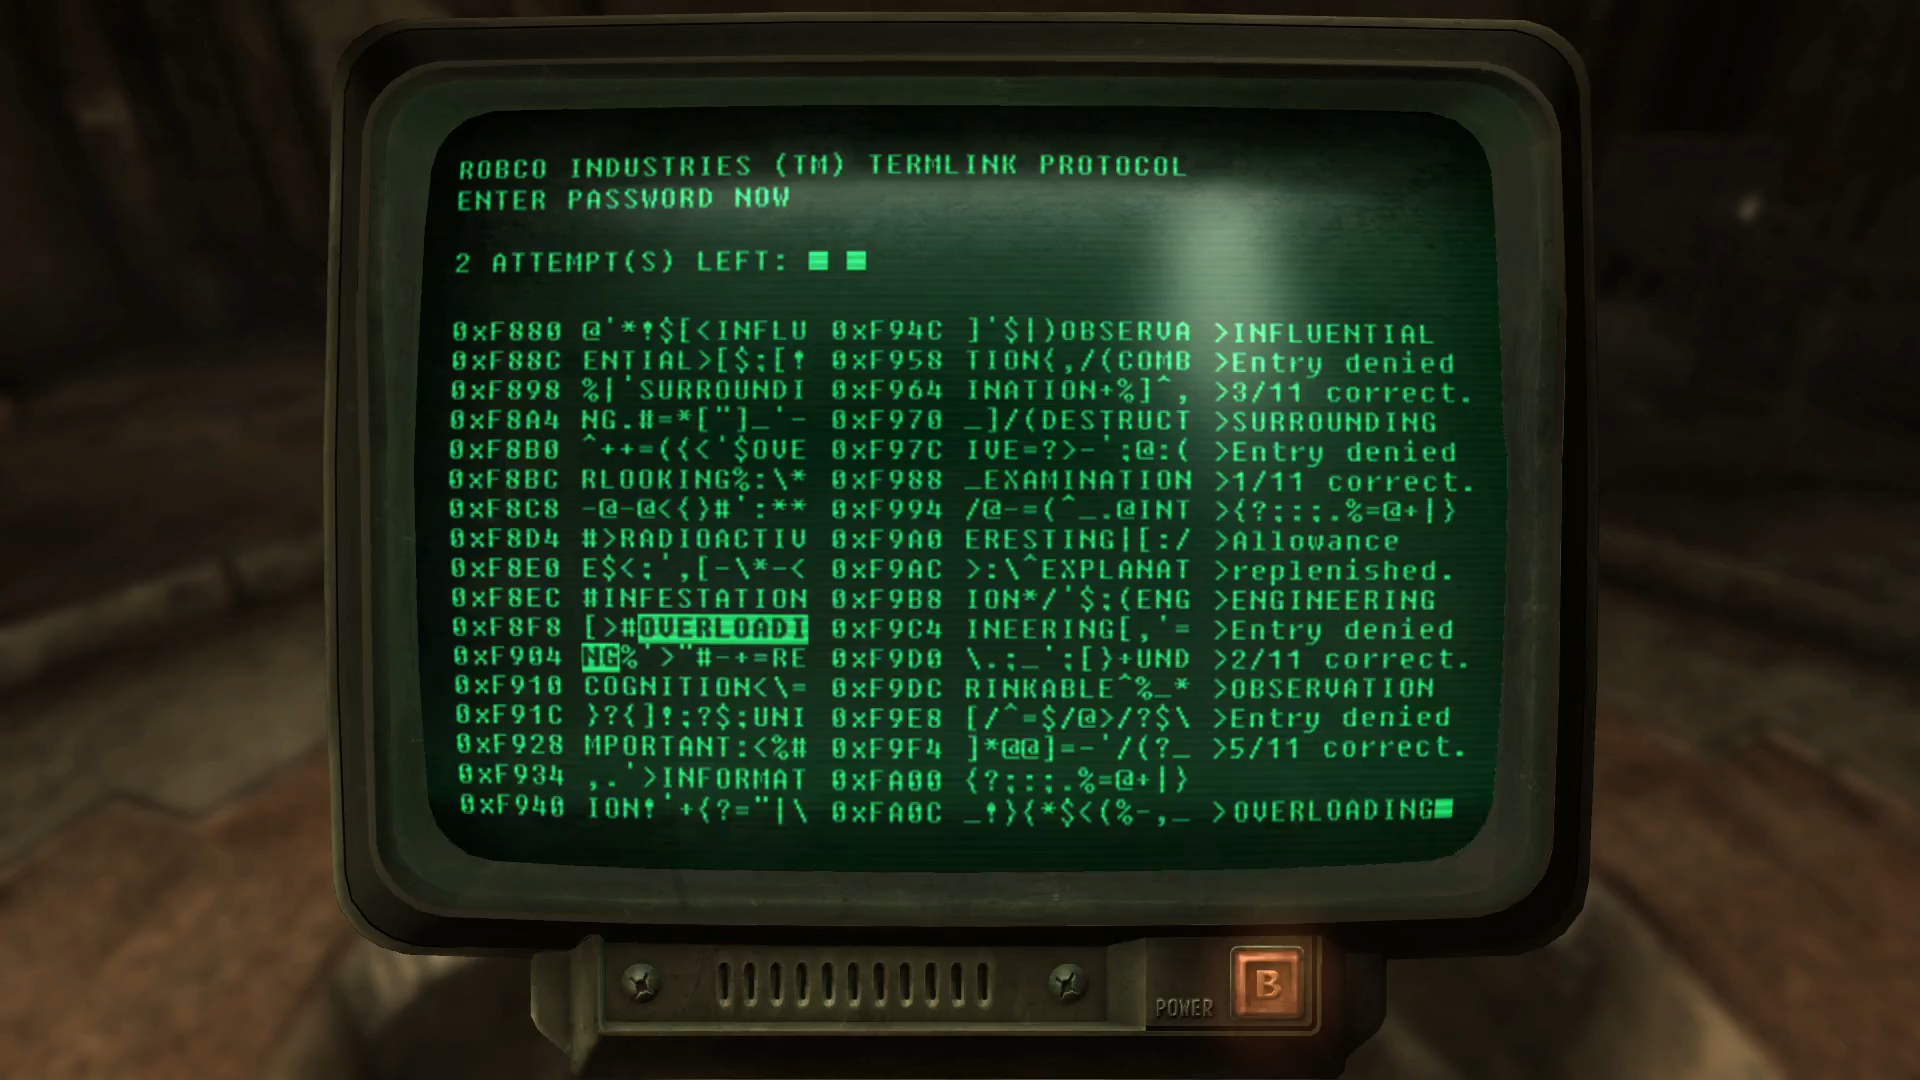 ROBCO INDUSTRIES (TM) TERMLINK PROTOCOL
ENTER PASSWORD NOW
2 ATTEMPT(S) LEFT: ■ ■
0xF880 @'*!$[<INFLU 0xF94C ]'$|)OBSERVA >INFLUENTIAL
0xF88C ENTIAL>[$;[! 0xF958 TION{,/(COMB >Entry denied
0xF898 %|'SURROUNDI 0xF964 INATION+%]^, >3/11 correct.
0xF8A4 NG.#=*["]_'- 0xF970 _]/(DESTRUCT >SURROUNDING
0xF8B0 ^++=({<'$OVE 0xF97C IVE=?>-';@:( >Entry denied
0xF8BC RLOOKING%:\* 0xF988 _EXAMINATION >1/11 correct.
0xF8C8 -@-@<{}#':** 0xF994 /@-=(^_.@INT >{?;:;.%=@+|}
0xF8D4 #>RADIOACTIV 0xF9A0 ERESTING|[:/ >Allowance
0xF8E0 E$<:',[-\*-< 0xF9AC >:\^EXPLANAT >replenished.
0xF8EC #INFESTATION 0xF9B8 ION*/'$;(ENG >ENGINEERING
0xF8F8 [>#OVERLOADI 0xF9C4 INEERING[,'= >Entry denied
0xF904 NG%'>"#-+=RE 0xF9D0 \.;_';[}+UND >2/11 correct.
0xF910 COGNITION<\= 0xF9DC RINKABLE^%_* >OBSERVATION
0xF91C }?{]!;?$;UNI 0xF9E8 [/^=$/@>/?$\ >Entry denied
0xF928 MPORTANT:<%# 0xF9F4 ]*@@]=-'/(?_ >5/11 correct.
0xF934 ,.'>INFORMAT 0xFA00 {?;:;.%=@+|}
0xF940 ION!'+{?="|\ 0xFA0C _!}{*$<(%-,_ >OVERLOADING■
POWER
B